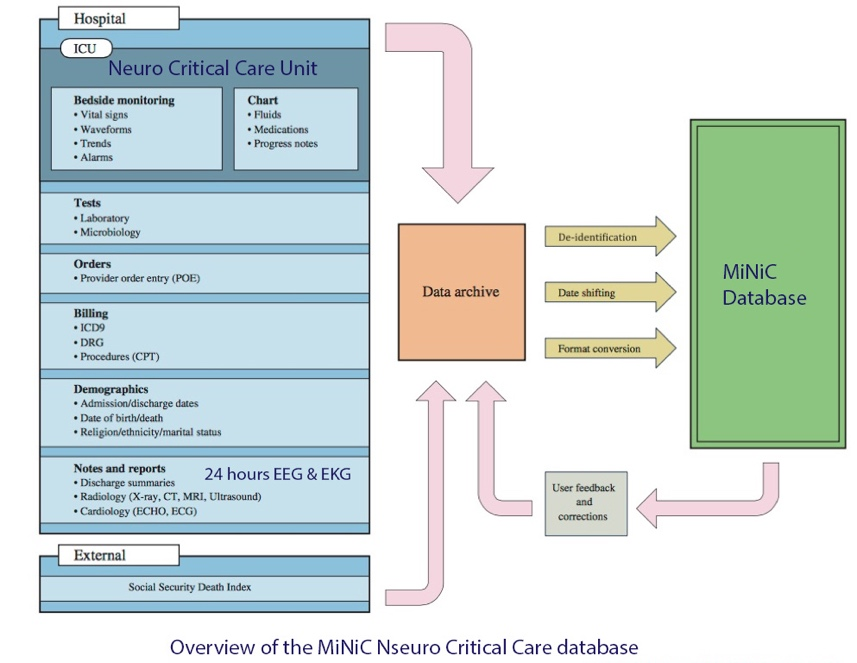 Hospital
ICU
Neuro Critical Care Unit
Bedside monitoring
• Vital signs
• Waveforms
• Trends
• Alarms
Chart
• Fluids
• Medications
• Progress notes
Tests
• Laboratory
• Microbiology
Orders
• Provider order entry (POE)
Billing
• ICD9
• DRG
• Procedures (CPT)
Demographics
• Admission/discharge dates
• Date of birth/death
• Religion/ethnicity/marital status
Notes and reports
24 hours EEG & EKG
• Discharge summaries
• Radiology (X-ray, CT, MRI, Ultrasound)
• Cardiology (ECHO, ECG)
External
Social Security Death Index
Data archive
De-identification
Date shifting
Format conversion
MiNiC
Database
User feedback
and
corrections
Overview of the MiNiC Nseuro Critical Care database